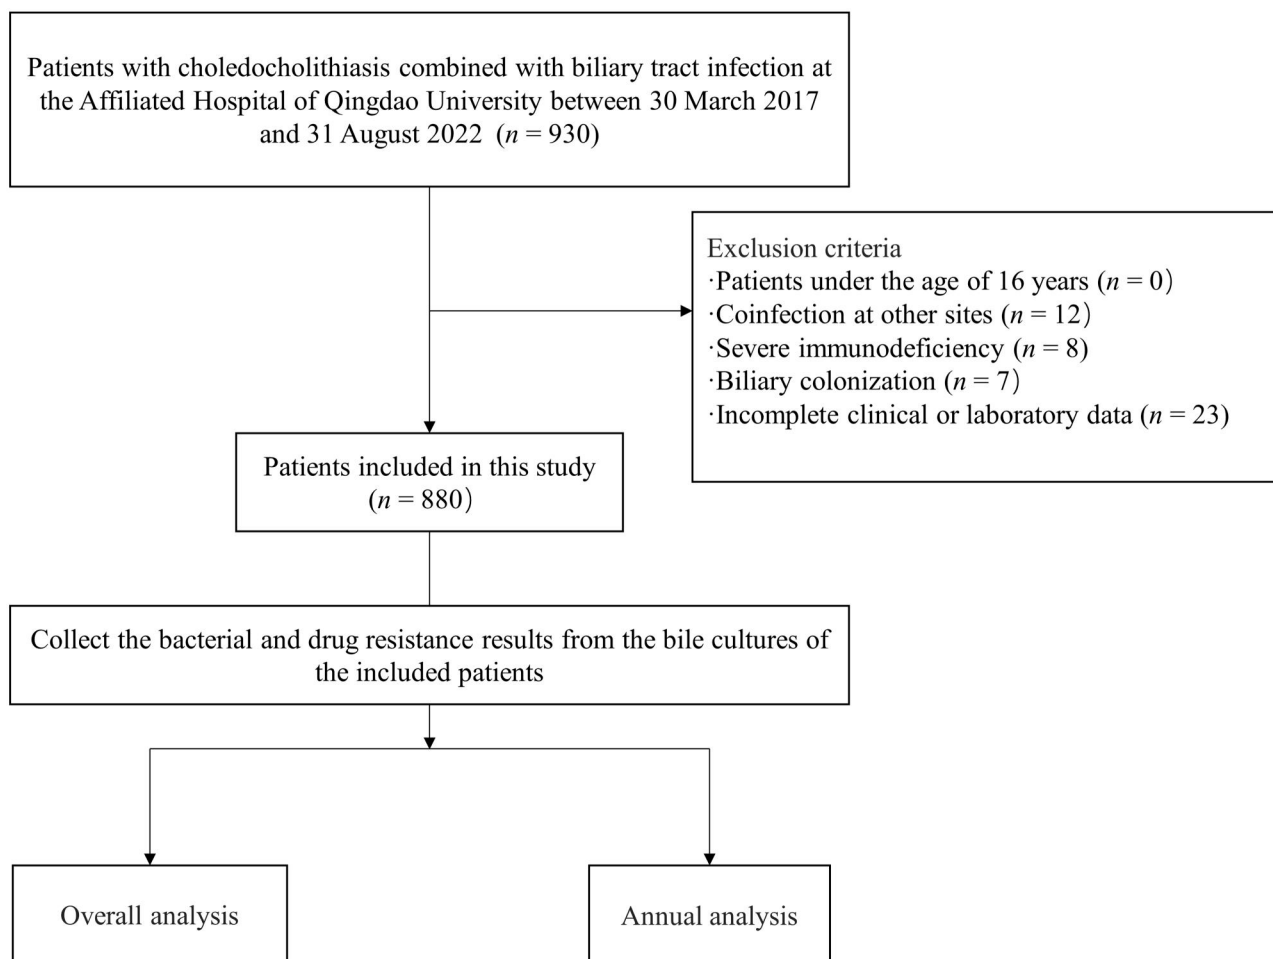 Patients with choledocholithiasis combined with biliary tract infection at
the Affiliated Hospital of Qingdao University between 30 March 2017
and 31 August 2022 (n = 930)
Exclusion criteria
·Patients under the age of 16 years (n = 0)
·Coinfection at other sites (n = 12)
·Severe immunodeficiency (n = 8)
·Biliary colonization (n = 7)
·Incomplete clinical or laboratory data (n = 23)
Patients included in this study
(n = 880)
Collect the bacterial and drug resistance results from the bile cultures of
the included patients
Overall analysis
Annual analysis